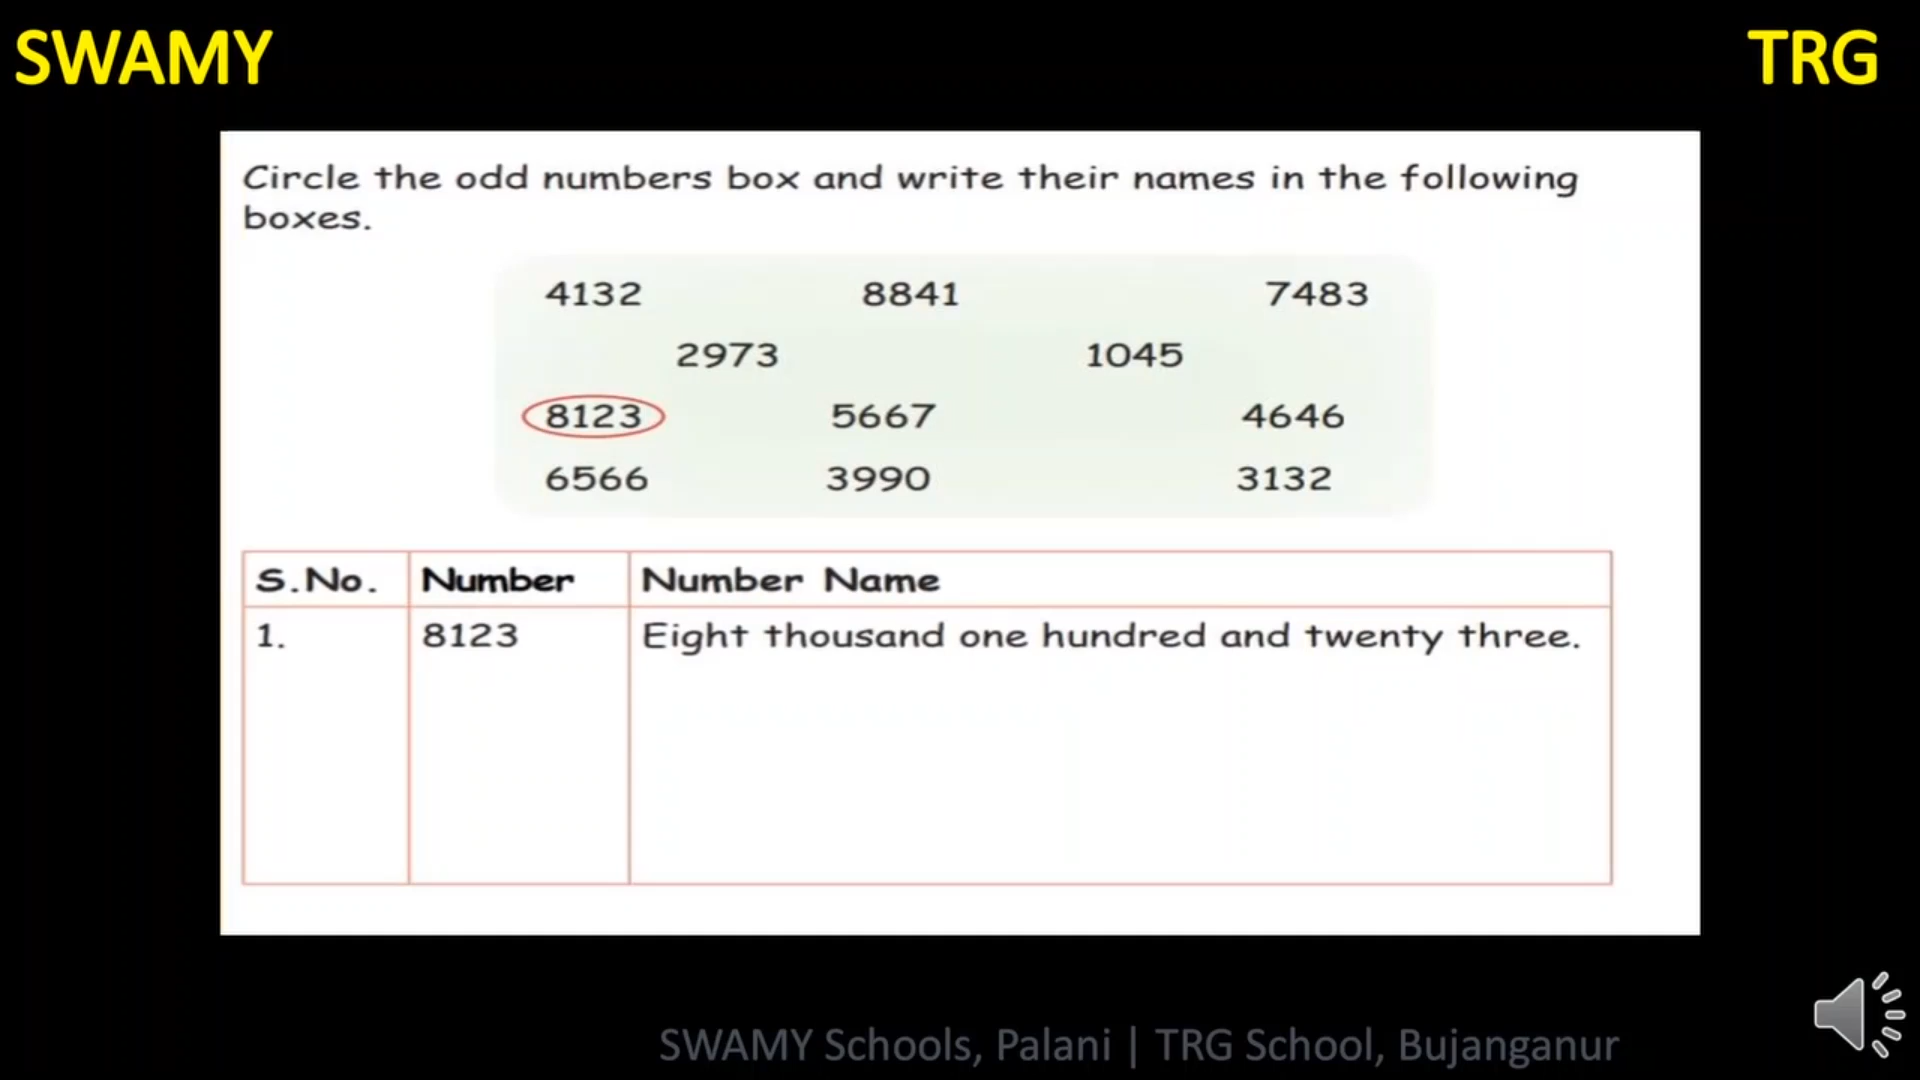 SWAMY TRG
Circle the odd numbers box and write their names in the following
boxes.
4132 8841 7483
2973 1045
8123 5667 4646
6566 3990 3132
S.No. Number Number Name
1. 8123 Eight thousand one hundred and twenty three.
SWAMY Schools, Palani | TRG School, Bujanganur